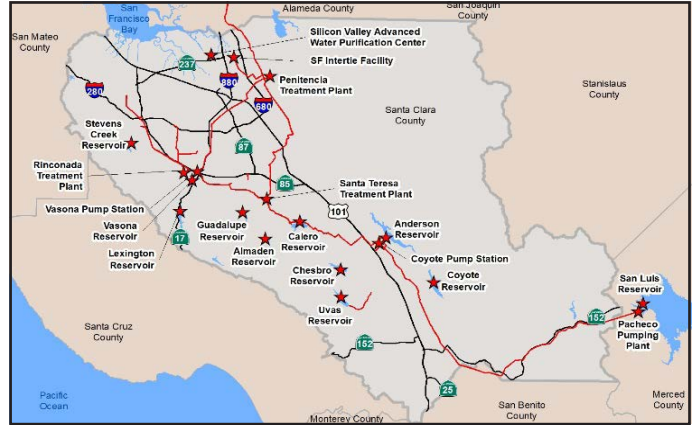 San
Francisco
Bay
Alameda County
San Joaquin
County
San Mateo
County
Silicon Valley Advanced
Water Purification Center
SF Intertie Facility
237
880
Penitencia
Treatment Plant
280
680
Stanislaus
County
Santa Clara
County
Stevens
Creek
Reservoir
87
Rinconada
Treatment
Plant
85
Santa Teresa
Treatment Plant
Vasona Pump Station
101
Vasona
Reservoir
Guadalupe
Reservoir
Anderson
Reservoir
Lexington
Reservoir
17
Almaden
Reservoir
Calero
Reservoir
Coyote Pump Station
Chesbro
Reservoir
Coyote
Reservoir
San Luis
Reservoir
Uvas
Reservoir
152
Pacheco
Pumping
Plant
Santa Cruz
County
152
Pacific
Ocean
25
San Benito
County
Merced
County
Monterey County